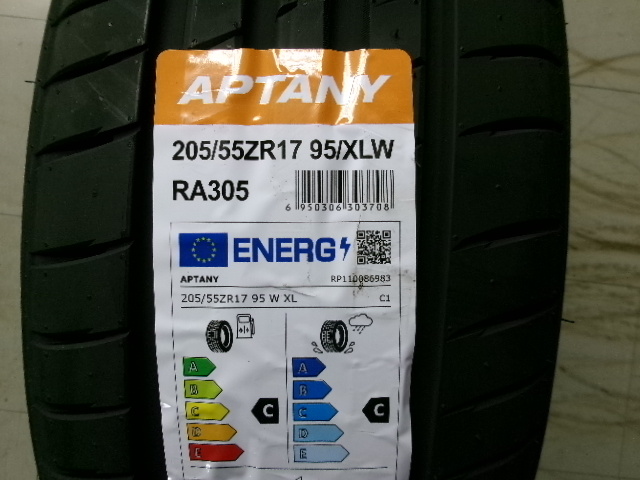 APTANY
205/55ZR17 95/XLW
RA305
6 950306 303708
ENERG
APTANY RP110086983
205/55ZR17 95 W XL C1
A A
B B
C C C C
D D
E E